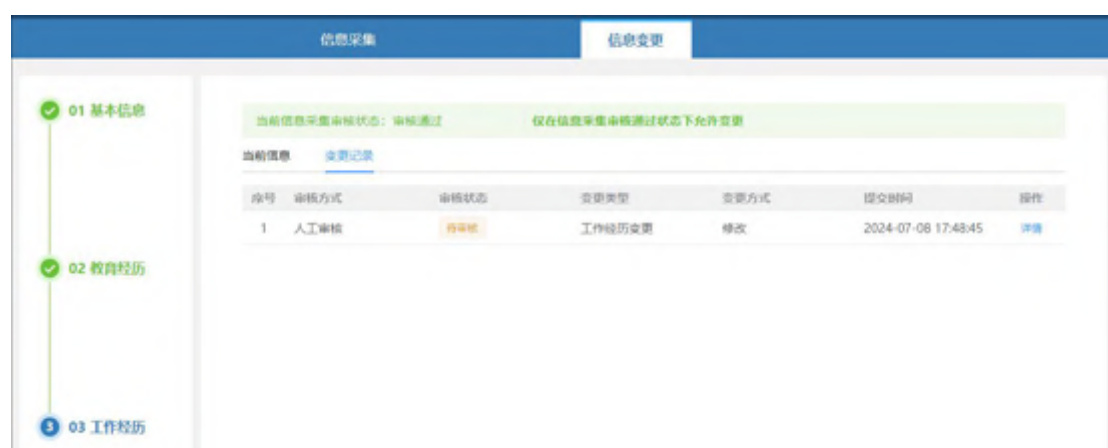 信息采集 信息变更
01 基本信息
当前信息采集审核状态：审核通过 仅在信息采集审核通过状态下允许变更
当前信息 变更记录
序号 审核方式 审核状态 变更类型 变更方式 提交时间 操作
1 人工审核 待审核 工作经历变更 修改 2024-07-08 17:48:45 详情
02 教育经历
3 03 工作经历